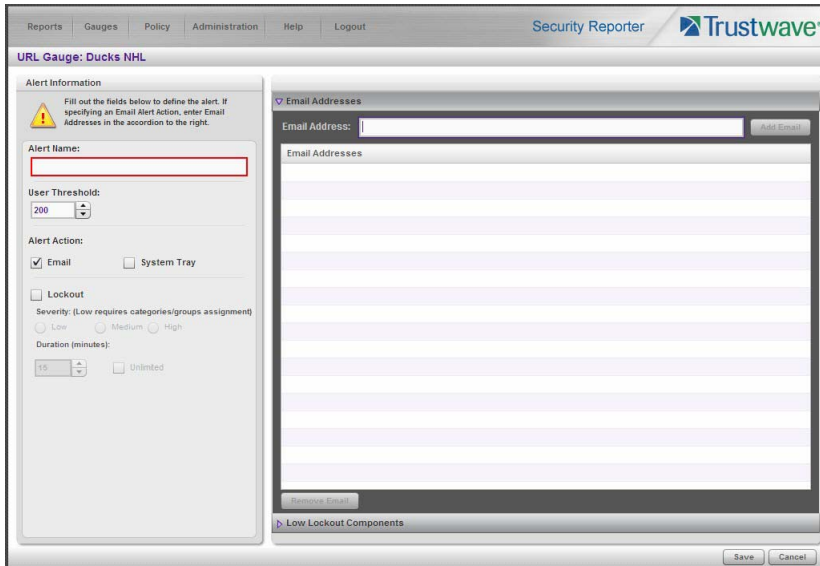 Reports Gauges Policy Administration Help Logout
Security Reporter
Trustwave
URL Gauge: Ducks NHL
Alert Information
Fill out the fields below to define the alert. If
specifying an Email Alert Action, enter Email
Addresses in the accordion to the right.
Alert Name:
User Threshold:
200
Alert Action:
Email System Tray
Lockout
Severity: (Low requires categories/groups assignment)
Low Medium High
Duration (minutes):
15 Unlimited
Email Addresses
Email Address: Add Email
Email Addresses
Remove Email
Low Lockout Components
Save Cancel